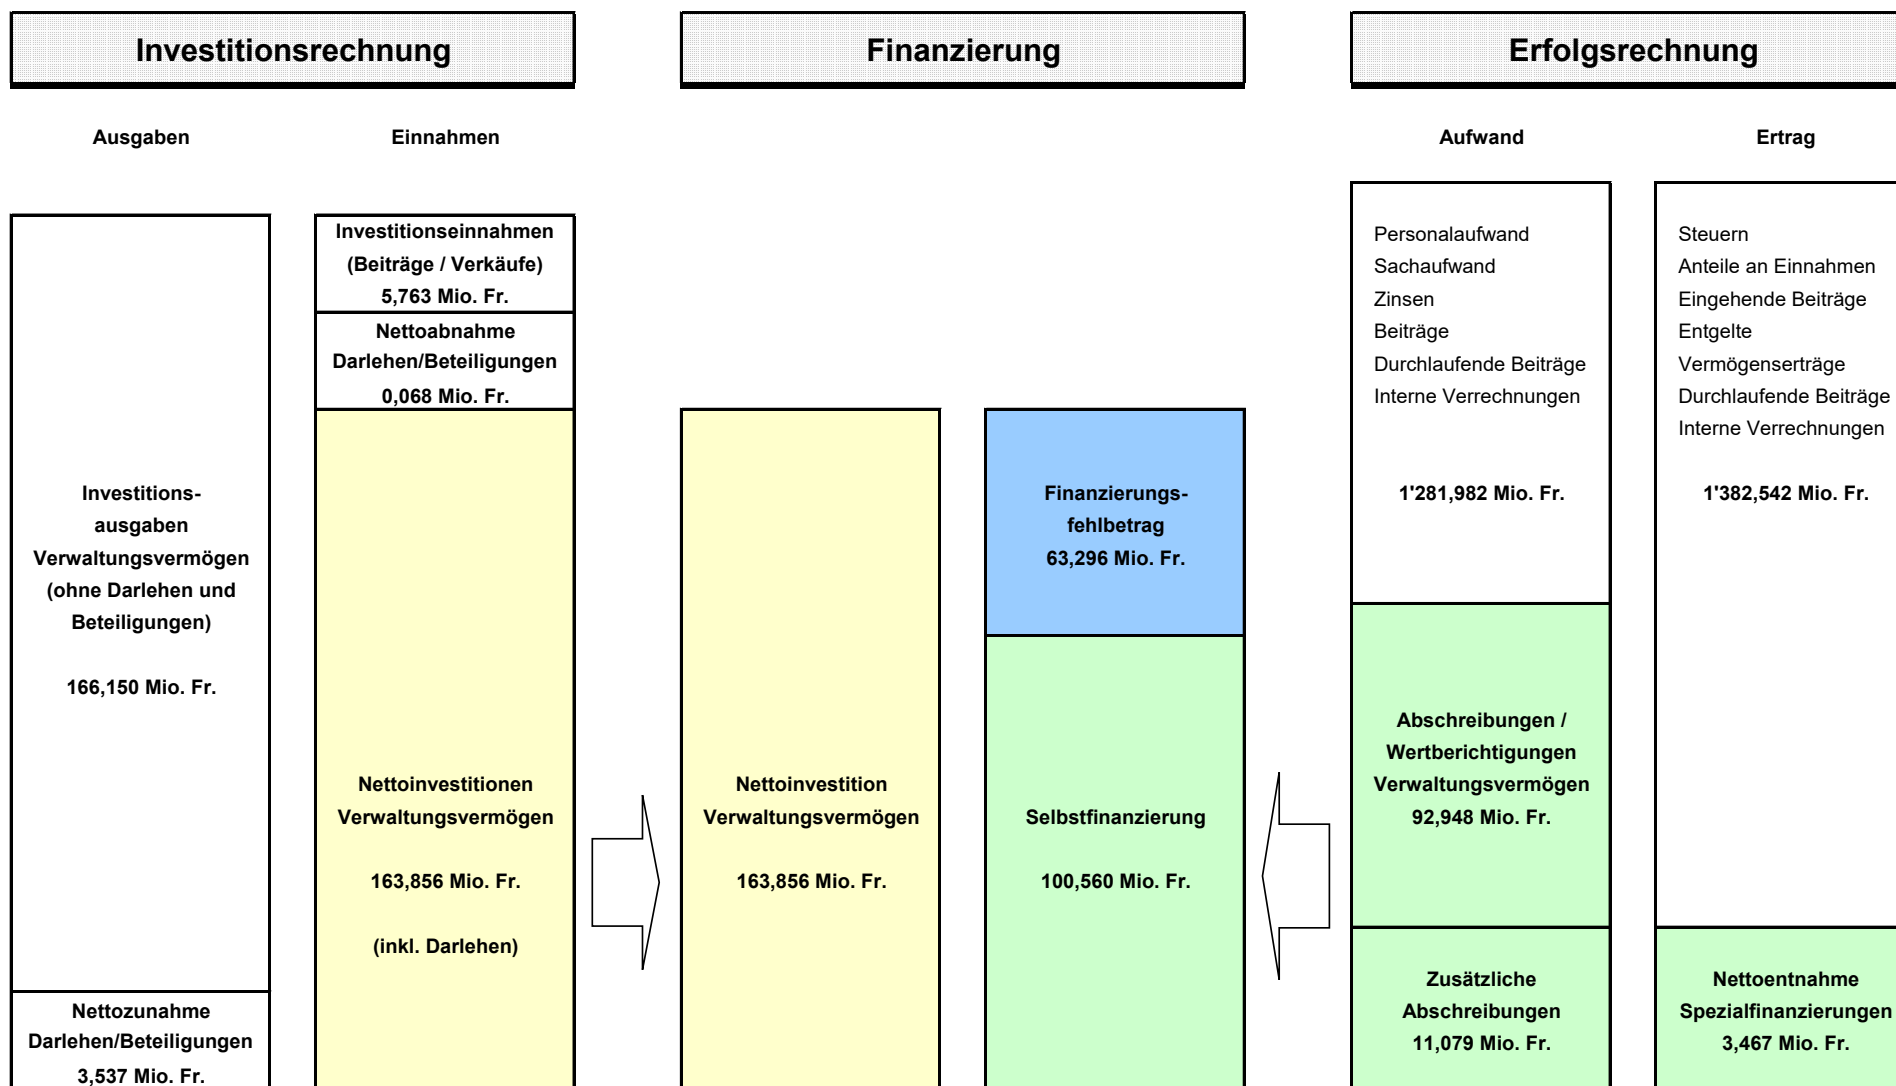 Investitionsrechnung
Finanzierung
Erfolgsrechnung
Ausgaben
Einnahmen
Aufwand
Ertrag
Investitions-
ausgaben
Verwaltungsvermögen
(ohne Darlehen und
Beteiligungen)
166,150 Mio. Fr.
Nettozunahme
Darlehen/Beteiligungen
3,537 Mio. Fr.
Investitionseinnahmen
(Beiträge / Verkäufe)
5,763 Mio. Fr.
Nettoabnahme
Darlehen/Beteiligungen
0,068 Mio. Fr.
Nettoinvestitionen
Verwaltungsvermögen
163,856 Mio. Fr.
(inkl. Darlehen)
Nettoinvestition
Verwaltungsvermögen
163,856 Mio. Fr.
Finanzierungs-
fehlbetrag
63,296 Mio. Fr.
Selbstfinanzierung
100,560 Mio. Fr.
Personalaufwand
Sachaufwand
Zinsen
Beiträge
Durchlaufende Beiträge
Interne Verrechnungen
1'281,982 Mio. Fr.
Abschreibungen /
Wertberichtigungen
Verwaltungsvermögen
92,948 Mio. Fr.
Zusätzliche
Abschreibungen
11,079 Mio. Fr.
Steuern
Anteile an Einnahmen
Eingehende Beiträge
Entgelte
Vermögenserträge
Durchlaufende Beiträge
Interne Verrechnungen
1'382,542 Mio. Fr.
Nettoentnahme
Spezialfinanzierungen
3,467 Mio. Fr.